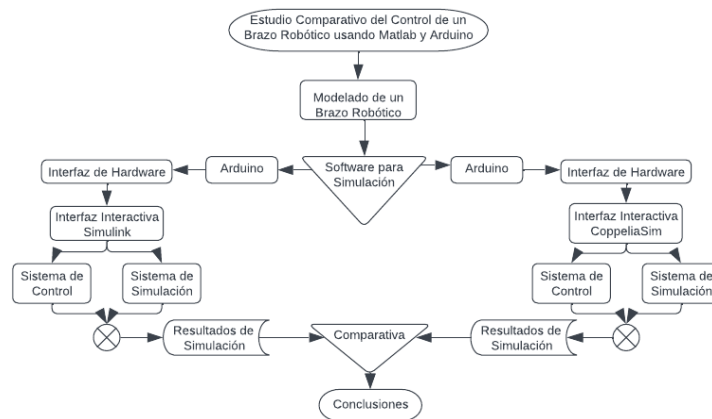 Estudio Comparativo del Control de un
Brazo Robótico usando Matlab y Arduino
Modelado de un
Brazo Robótico
Software para
Simulación
Arduino
Interfaz de Hardware
Interfaz Interactiva
Simulink
Sistema de
Control
Sistema de
Simulación
Resultados de
Simulación
Arduino
Interfaz de Hardware
Interfaz Interactiva
CoppeliaSim
Sistema de
Control
Sistema de
Simulación
Resultados de
Simulación
Comparativa
Conclusiones